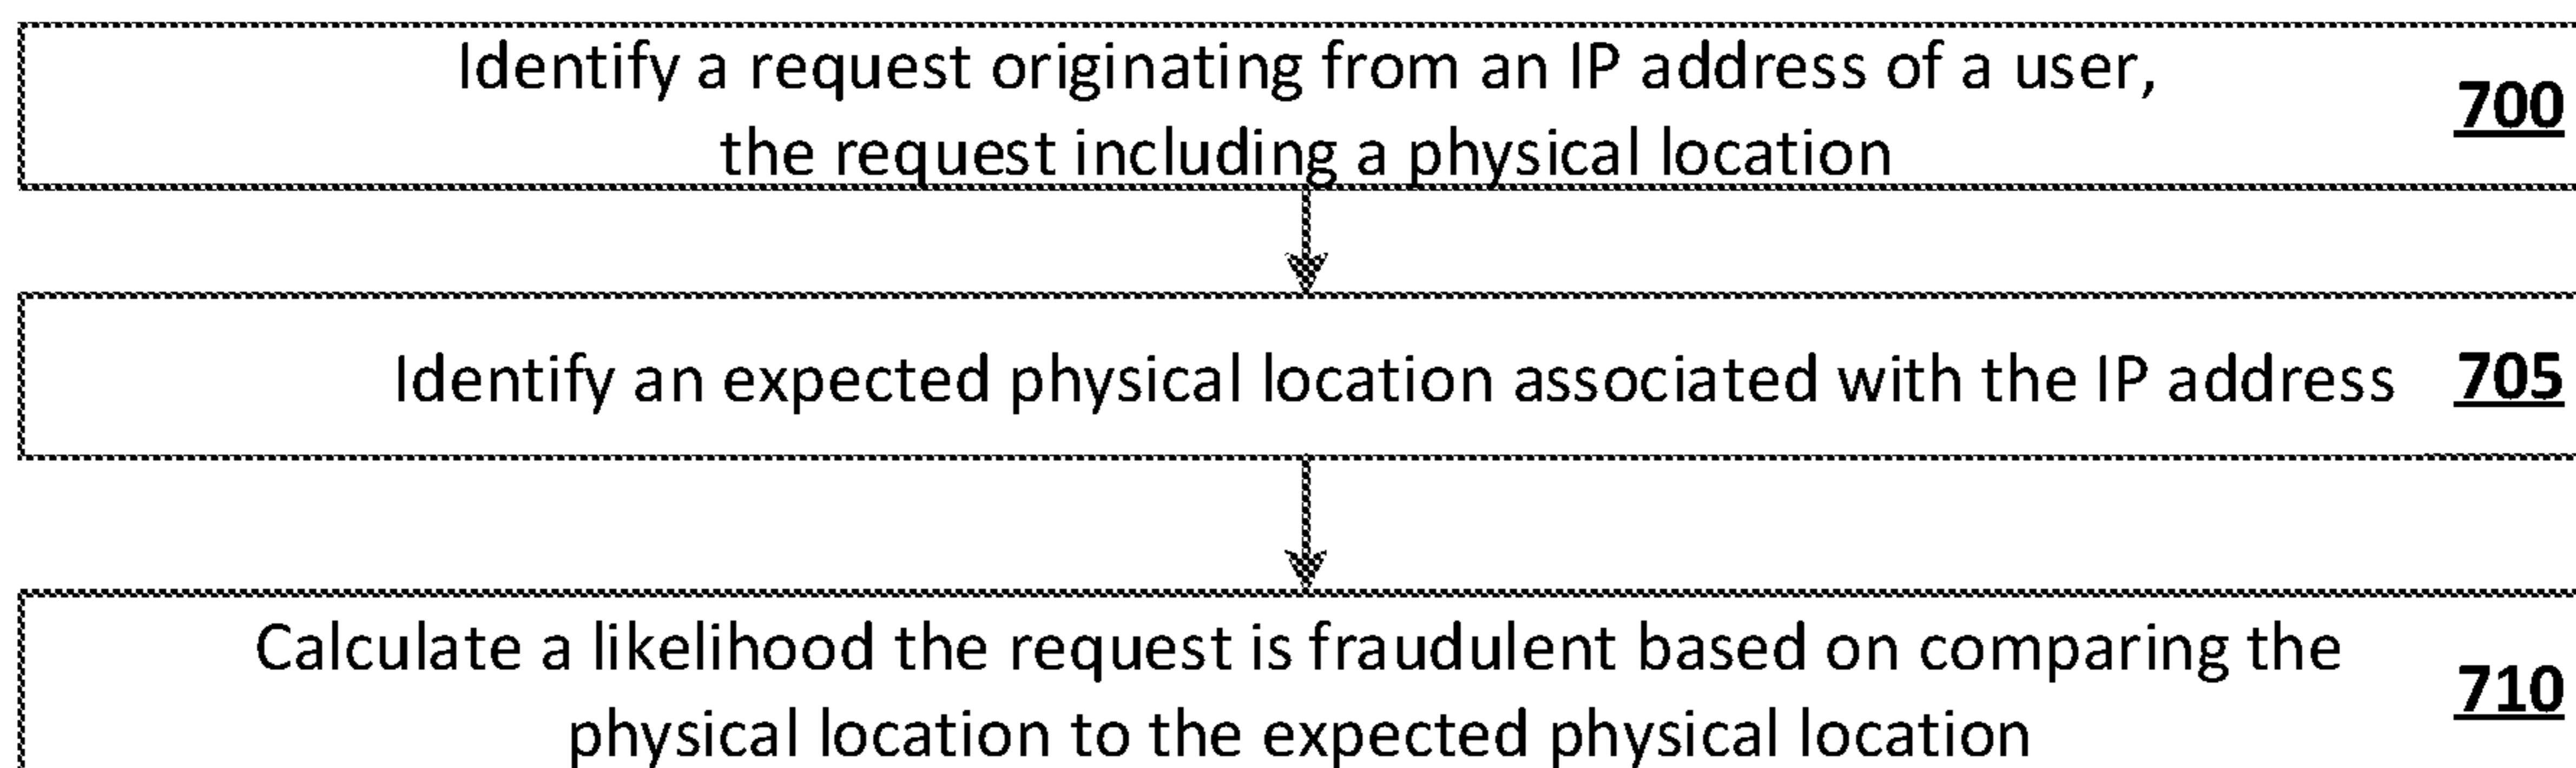 Identify a request originating from an IP address of a user,
the request including a physical location
700
Identify an expected physical location associated with the IP address 705
Calculate a likelihood the request is fraudulent based on comparing the
physical location to the expected physical location
710